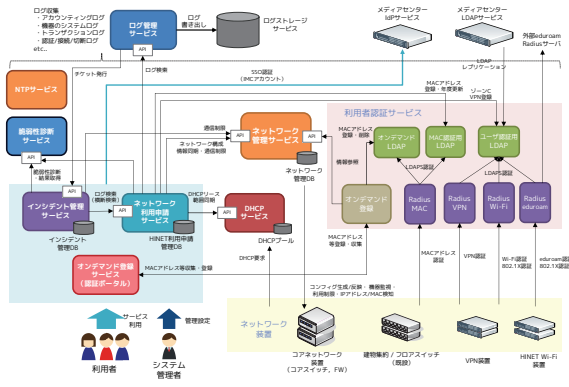 ログ収集
・アカウンティングログ
・機器のシステムログ
・トランザクションログ
・認証/接続/切断ログ
etc..
ログ管理
サービス
API
ログ
書き出し
ログストレージ
サービス
メディアセンター
IdPサービス
メディアセンター
LDAPサービス
外部eduroam
Radiusサーバ
チケット発行
ログ検索
SSO認証
(IMCアカウント)
LDAP
レプリケーション
MACアドレス
登録・年度更新
ゾーンC
VPN登録
NTPサービス
脆弱性診断
サービス
API
脆弱性診断
・結果取得
通信制限
ネットワーク構成
情報同期・通信制限
API
ネットワーク
管理
サービス
API
ネットワーク
管理DB
利用者認証サービス
MACアドレス
登録・削除
オンデマンド
LDAP
MAC認証用
LDAP
ユーザ認証用
LDAP
情報参照
LDAPS認証
LDAPS認証
API
インシデント管理
サービス
インシデント
管理DB
ログ検索
(横断検索)
API
ネットワーク
利用申請
サービス
HINET利用申請
管理DB
DHCPリース
範囲同期
API
DHCP
サービス
DHCPプール
オンデマンド
登録
Radius
MAC
Radius
VPN
Radius
Wi-Fi
Radius
eduroam
オンデマンド登録
サービス
(認証ポータル)
MACアドレス等収集・登録
DHCP要求
MACアドレス
等登録・収集
MACアドレス
認証
VPN認証
Wi-Fi認証
802.1X認証
eduroam認証
802.1X認証
コンフィグ生成/反映・機器監視・
利用制限・IPアドレス/MAC検知
サービス
利用
管理設定
利用者
システム
管理者
ネットワーク
装置
コアネットワーク
装置
(コアスイッチ, FW)
建物集約 / フロアスイッチ
(既設)
VPN装置
HINET Wi-Fi
装置